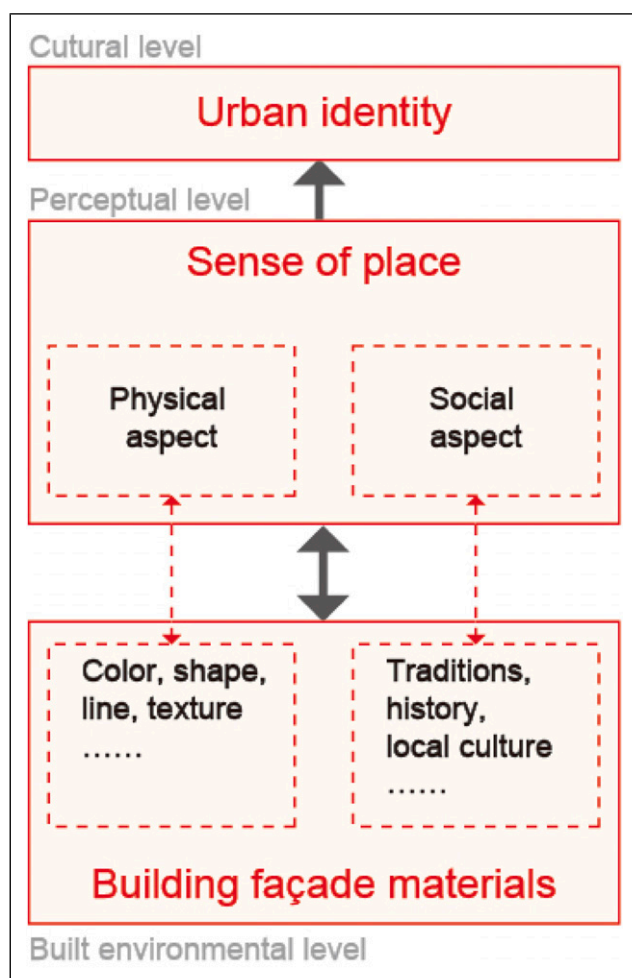 Cutural level
Urban identity
Perceptual level
Sense of place
Physical
aspect
Social
aspect
Color, shape,
line, texture
......
Traditions,
history,
local culture
......
Building façade materials
Built environmental level